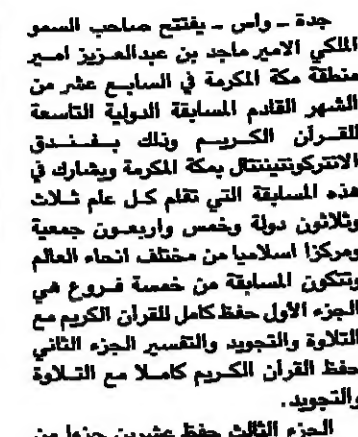 جدة ـ واس ـ يفتتح صاحب السمو
الملكي الامير ماجد بن عبدالعزيز امير
منطقة مكة المكرمة في السابع عشر من
الشهر القادم المسابقة الدولية التاسعة
للقرآن الكريم وذلك بفندق
الانتركونتيننتال بمكة المكرمة ويشارك في
هذه المسابقة التي تقام كل عام ثلاث
وثلاثون دولة وخمس واربعون جمعية
ومركزا اسلاميا من مختلف انحاء العالم
وتتكون المسابقة من خمسة فروع هي
الجزء الأول حفظ كامل للقرآن الكريم مع
التلاوة والتجويد والتفسير الجزء الثاني
حفظ القرآن الكريم كاملا مع التلاوة
والتجويد.
الجزء الثالث حفظ عشرين جزءا من